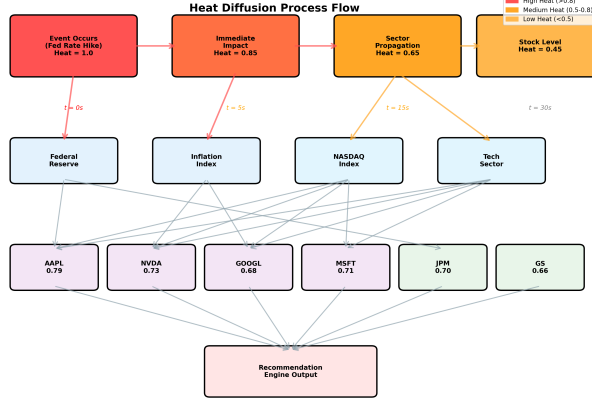 Heat Diffusion Process Flow
High Heat (>0.8)
Medium Heat (0.5-0.8)
Low Heat (<0.5)
Event Occurs
(Fed Rate Hike)
Heat = 1.0
Immediate
Impact
Heat = 0.85
Sector
Propagation
Heat = 0.65
Stock Level
Heat = 0.45
t = 0s
t = 5s
t = 15s
t = 30s
Federal
Reserve
Inflation
Index
NASDAQ
Index
Tech
Sector
AAPL
0.79
NVDA
0.73
GOOGL
0.68
MSFT
0.71
JPM
0.70
GS
0.66
Recommendation
Engine Output